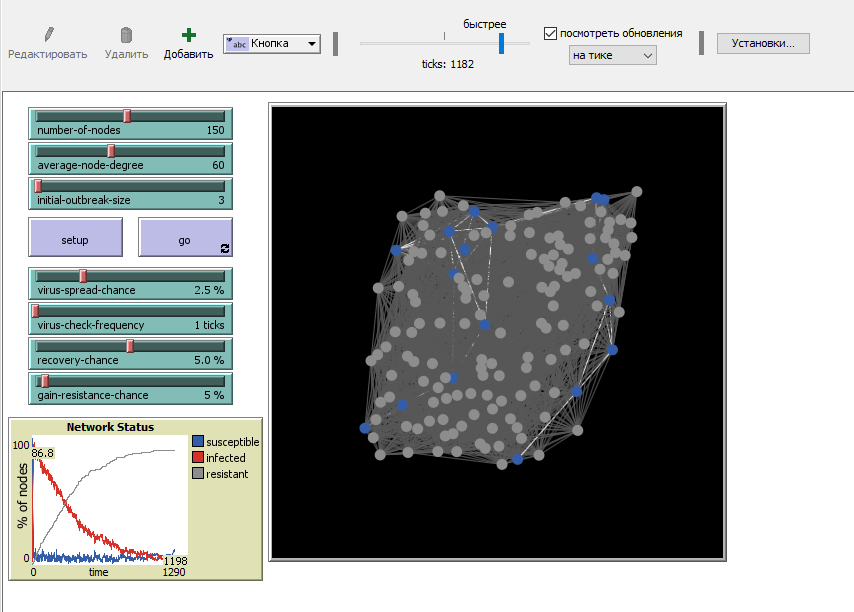 быстрее
Редактировать Удалить Добавить abc Кнопка
ticks: 1182
посмотреть обновления
на тике
Установки...
number-of-nodes 150
average-node-degree 60
initial-outbreak-size 3
setup go
virus-spread-chance 2.5 %
virus-check-frequency 1 ticks
recovery-chance 5.0 %
gain-resistance-chance 5 %
Network Status
100
86.8
% of nodes
0
0 time 1290
1198
susceptible
infected
resistant